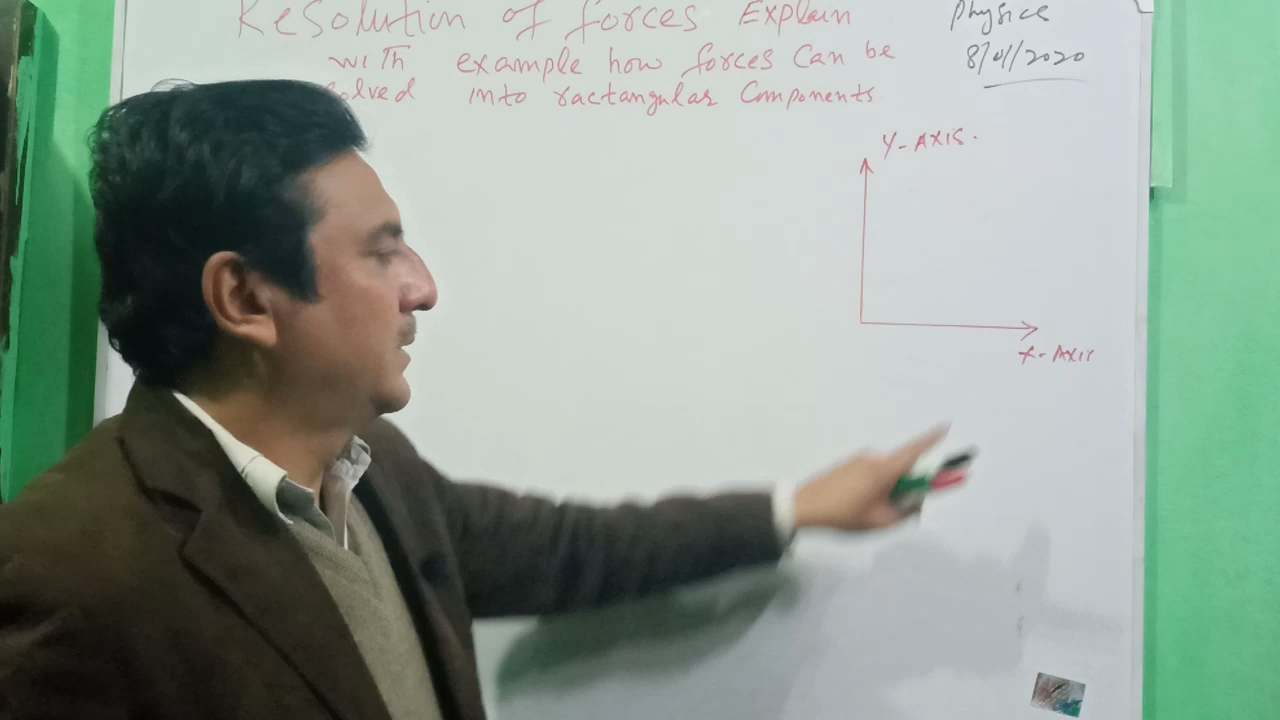 Resolution of forces Explain
with example how forces can be
solved into ractangular Components.
Physics
8/01/2020
Y-AXIS.
X-AXIS